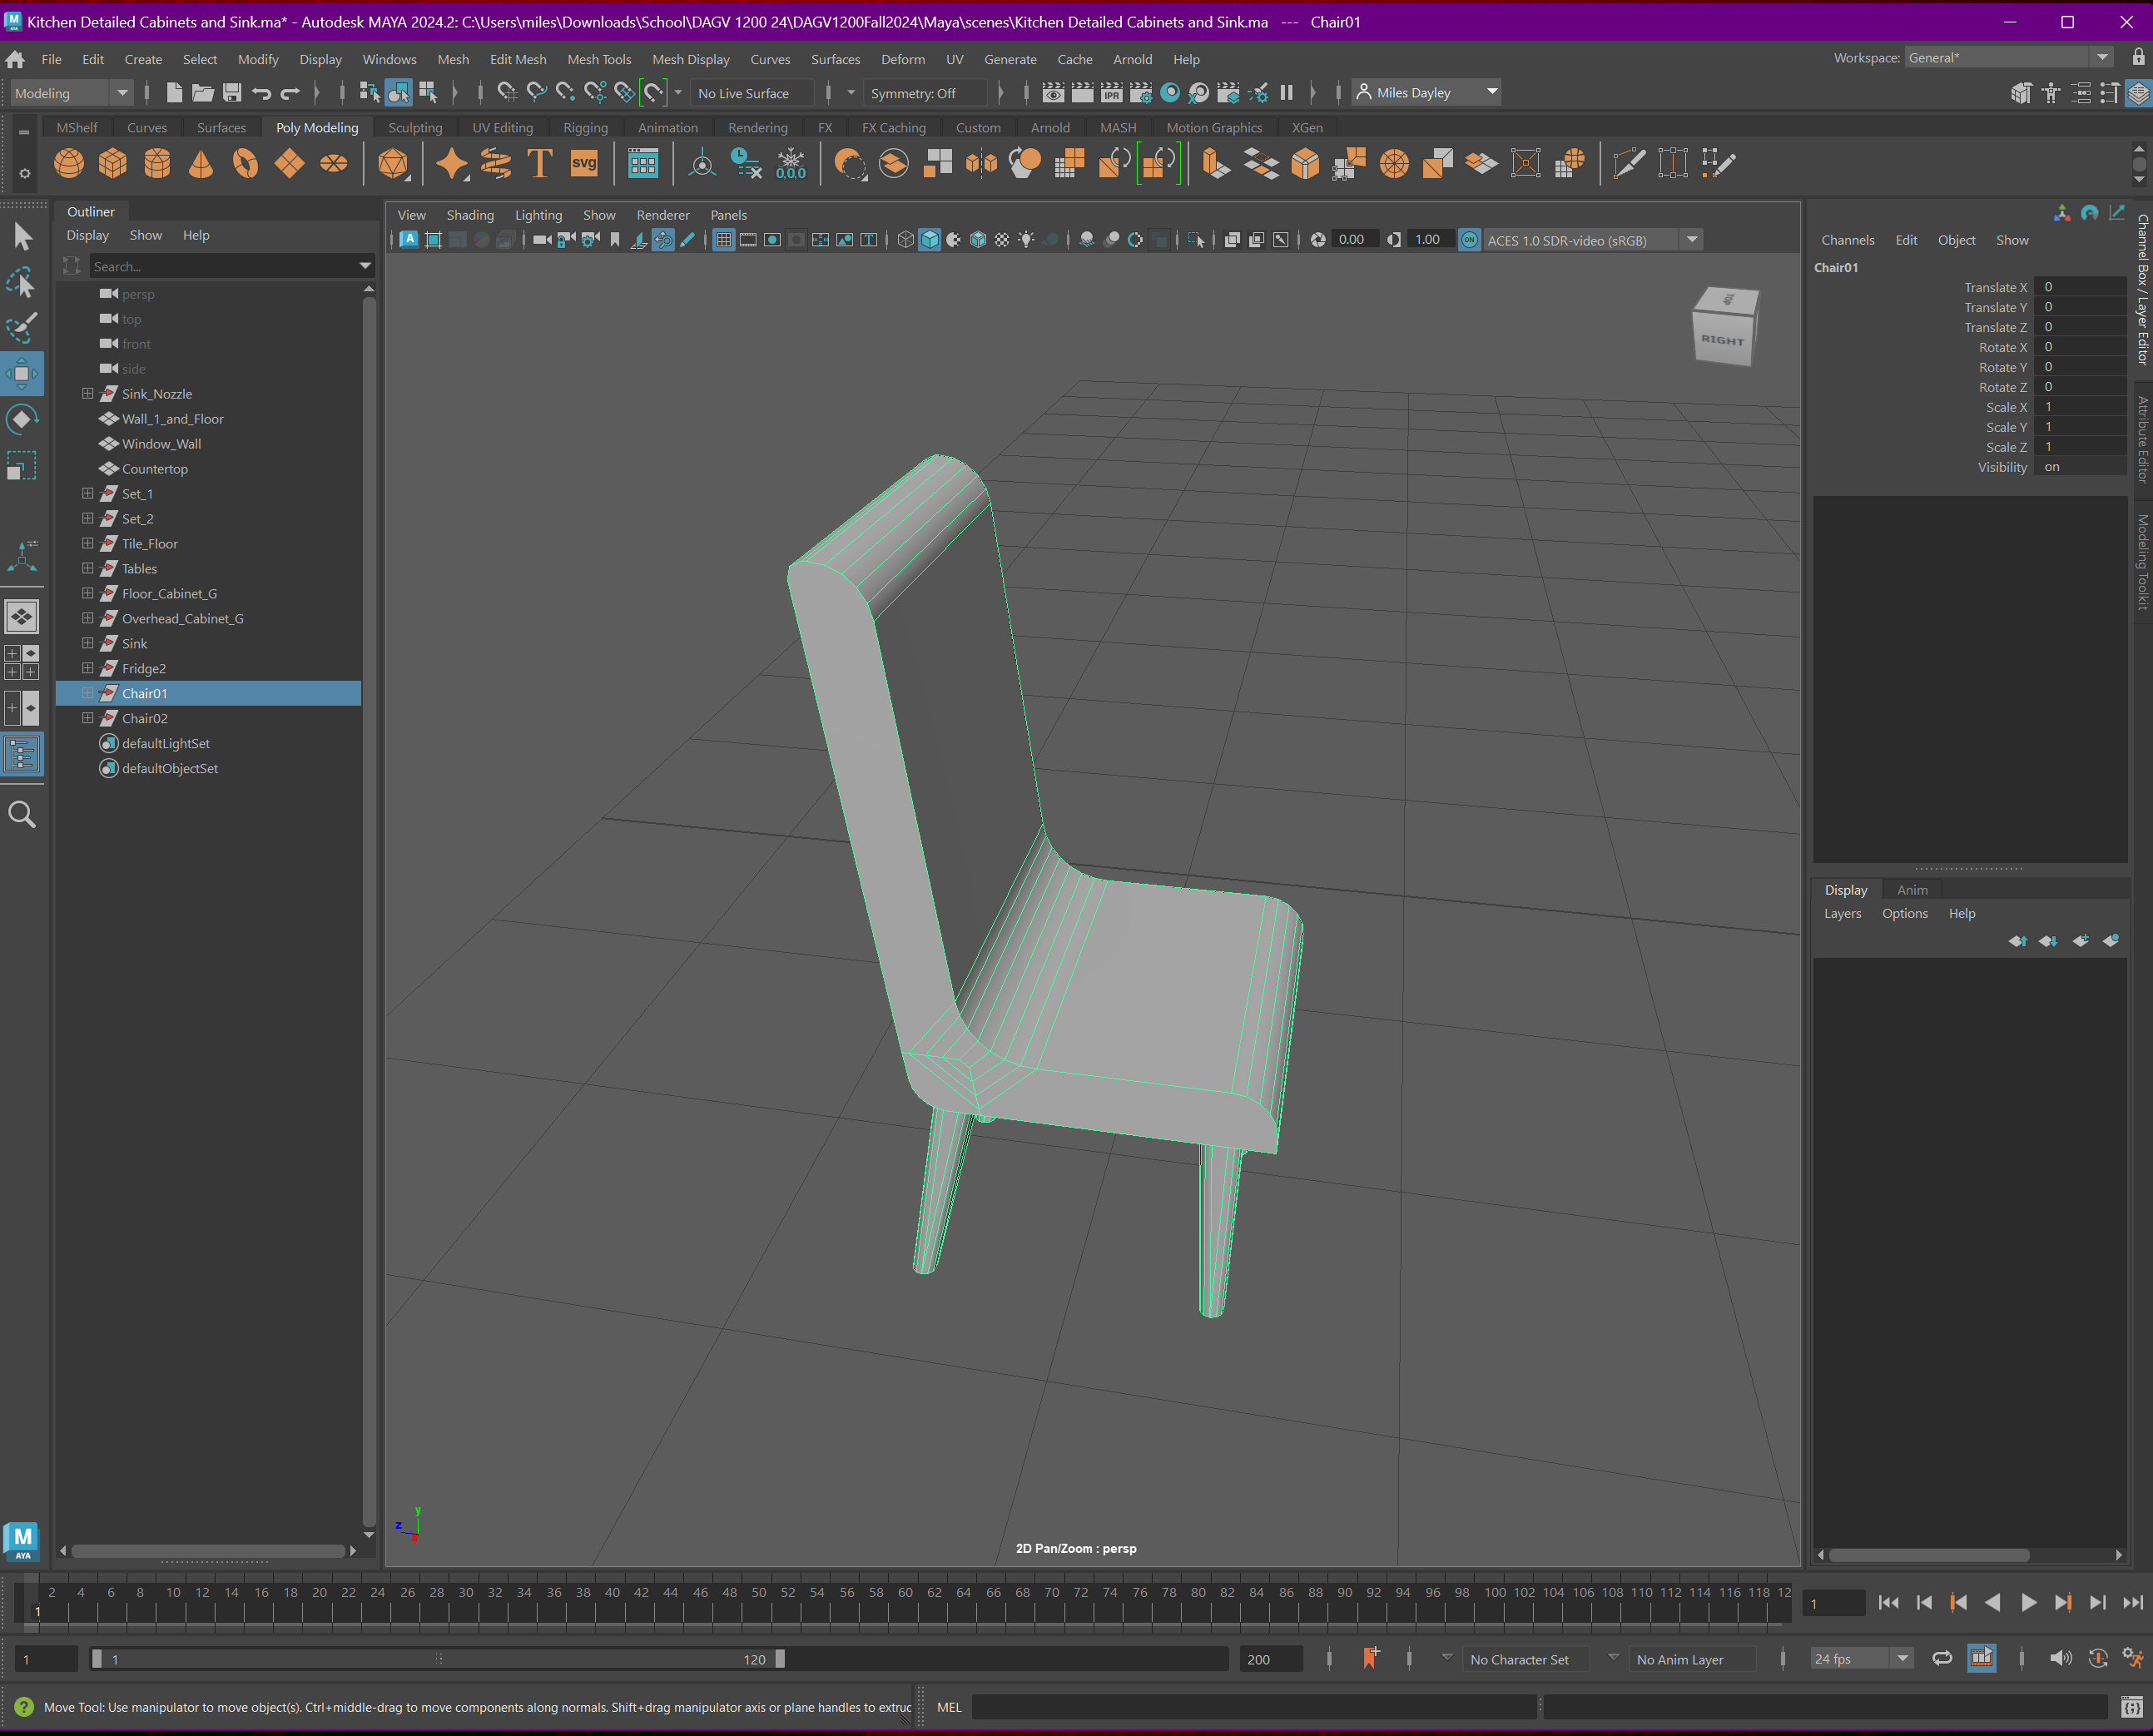 Kitchen Detailed Cabinets and Sink.ma* - Autodesk MAYA 2024.2: C:\Users\miles\Downloads\School\DAGV 1200 24\DAGV1200Fall2024\Maya\scenes\Kitchen Detailed Cabinets and Sink.ma --- Chair01
File Edit Create Select Modify Display Windows Mesh Edit Mesh Mesh Tools Mesh Display Curves Surfaces Deform UV Generate Cache Arnold Help Workspace: General*
Modeling No Live Surface Symmetry: Off IPR Miles Dayley
MShelf Curves Surfaces Poly Modeling Sculpting UV Editing Rigging Animation Rendering FX FX Caching Custom Arnold MASH Motion Graphics XGen
T svg 0,0,0
Outliner
Display Show Help
Search...
persp
top
front
side
Sink_Nozzle
Wall_1_and_Floor
Window_Wall
Countertop
Set_1
Set_2
Tile_Floor
Tables
Floor_Cabinet_G
Overhead_Cabinet_G
Sink
Fridge2
Chair01
Chair02
defaultLightSet
defaultObjectSet
View Shading Lighting Show Renderer Panels
0.00 1.00 ON ACES 1.0 SDR-video (sRGB)
TOP
RIGHT
y
z
2D Pan/Zoom : persp
Channels Edit Object Show
Chair01
Translate X 0
Translate Y 0
Translate Z 0
Rotate X 0
Rotate Y 0
Rotate Z 0
Scale X 1
Scale Y 1
Scale Z 1
Visibility on
Channel Box / Layer Editor
Attribute Editor
Modeling Toolkit
Display Anim
Layers Options Help
M
AYA
2 4 6 8 10 12 14 16 18 20 22 24 26 28 30 32 34 36 38 40 42 44 46 48 50 52 54 56 58 60 62 64 66 68 70 72 74 76 78 80 82 84 86 88 90 92 94 96 98 100 102 104 106 108 110 112 114 116 118 12
1 1
1 1 120 200 No Character Set No Anim Layer 24 fps
Move Tool: Use manipulator to move object(s). Ctrl+middle-drag to move components along normals. Shift+drag manipulator axis or plane handles to extruc MEL